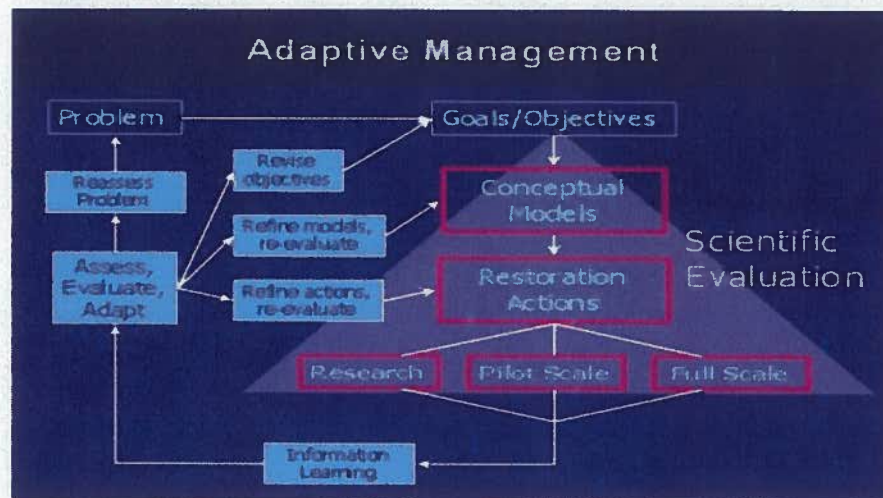 Adaptive Management
Problem
Goals/Objectives
Revise
objectives
Reassess
Problem
Conceptual
Models
Refine models,
re-evaluate
Scientific
Evaluation
Assess,
Evaluate,
Adapt
Restoration
Actions
Refine actions,
re-evaluate
Research
Pilot Scale
Full Scale
Information
Learning